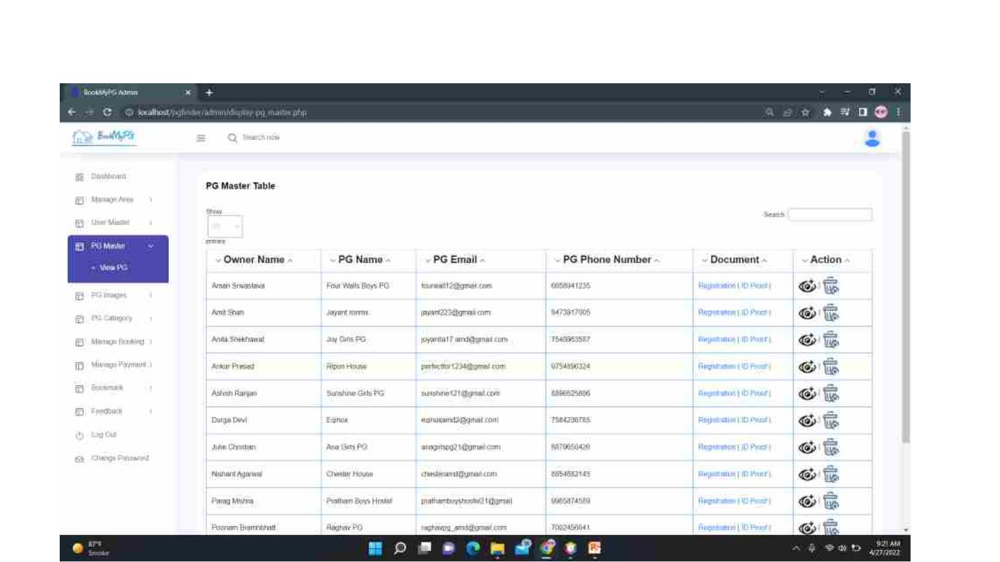 BookMyPG Admin
localhost/pgfinder/admin/display-pg_master.php
BookMyPG
Search now
Dashboard
Manage Area
User Master
PG Master
View PG
PG Images
PG Category
Manage Booking
Manage Payment
Bookmark
Feedback
Log Out
Change Password
PG Master Table
Show
entries
Search:
Owner Name PG Name PG Email PG Phone Number Document Action
Aman Srivastava Four Walls Boys PG fourwall12@gmail.com 6658941235 Registration | ID Proof |
Amit Shah Jayant rooms jayant223@gmail.com 9473917005 Registration | ID Proof |
Anita Shekhawat Joy Girls PG joyanita17.amd@gmail.com 7548963587 Registration | ID Proof |
Ankur Prasad Ripon House perfectfor1234@gmail.com 9754896324 Registration | ID Proof |
Ashish Ranjan Sunshine Girls PG sunshine121@gmail.com 8896525896 Registration | ID Proof |
Durga Devi Eqinox eqinoxamd2@gmail.com 7584236785 Registration | ID Proof |
Julie Christian Ana Girls PG anagirlspg21@gmail.com Registration | ID Proof |
Nishant Agarwal Chester House chesteramd@gmail.com Registration | ID Proof |
Parag Mishra Pratham Boys Hostel prathamboyshostel21@gmail 9965874589 Registration | ID Proof |
Poonam Bramnbhatt Raghav PG raghavpg_amd@gmail.com Registration | ID Proof |
87°F
Smoke
9:21 AM
4/27/2022